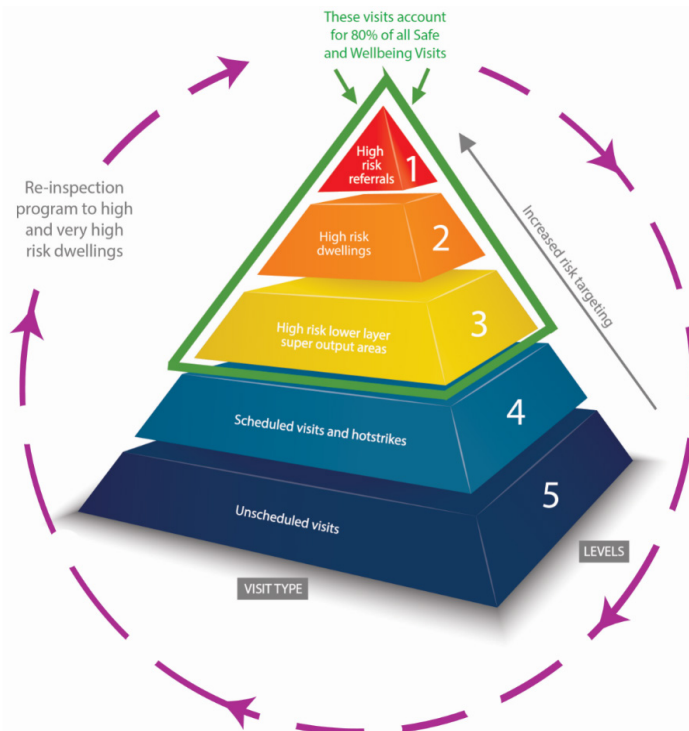 These visits account
for 80% of all Safe
and Wellbeing Visits
Re-inspection
program to high
and very high
risk dwellings
Increased risk targeting
High
risk
referrals
1
High risk
dwellings
2
High risk lower layer
super output areas
3
Scheduled visits and hotstrikes
4
Unscheduled visits
5
LEVELS
VISIT TYPE